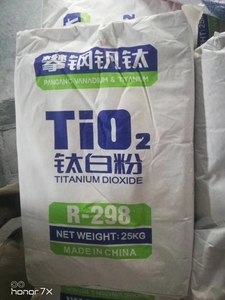 攀钢钒钛
PANGANG VANADIUM & TITANIUM
TiO2
钛白粉
TITANIUM DIOXIDE
R-298
NET WEIGHT: 25KG
MADE IN CHINA
honor 7X